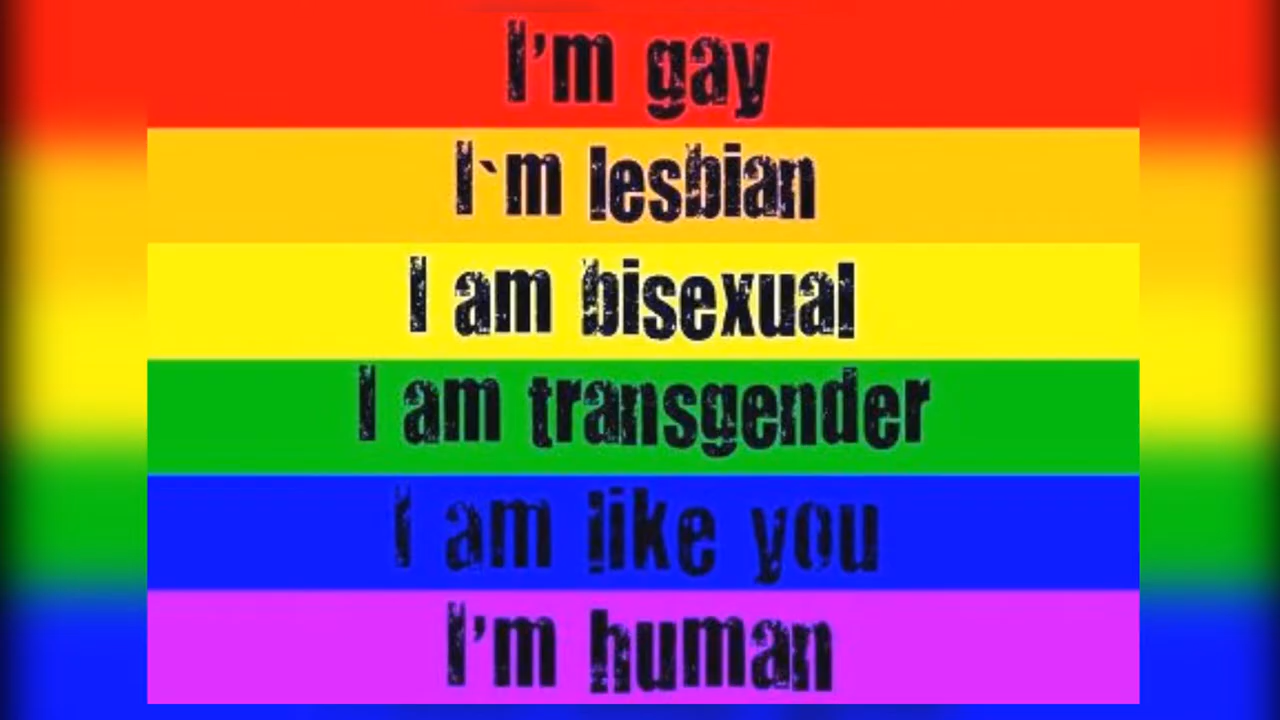 I'm gay
I`m lesbian
I am bisexual
I am transgender
I am like you
I'm human